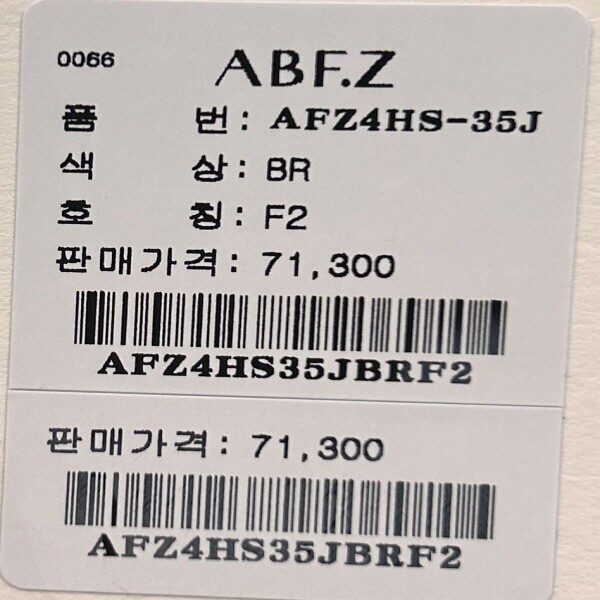 0066 ABF.Z
품 번: AFZ4HS-35J
색 상: BR
호 칭: F2
판매가격: 71,300
AFZ4HS35JBRF2
판매가격: 71,300
AFZ4HS35JBRF2